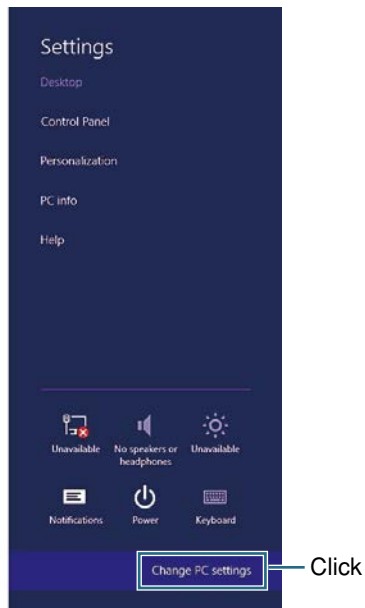 Settings
Desktop
Control Panel
Personalization
PC info
Help
Unavailable
No speakers or
headphones
Unavailable
Notifications
Power
Keyboard
Change PC settings
Click